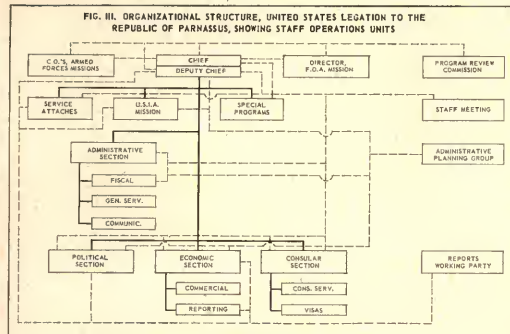 FIG. III. ORGANIZATIONAL STRUCTURE, UNITED STATES LEGATION TO THE
REPUBLIC OF PARNASSUS, SHOWING STAFF OPERATIONS UNITS
C O.'S, ARMED
FORCES MISSIONS
CHIEF
DEPUTY CHIEF
DIRECTOR,
F.O.A. MISSION
PROGRAM REVIEW
COMMISSION
SERVICE
ATTACHES
U.S.I.A.
MISSION
SPECIAL
PROGRAMS
STAFF MEETING
ADMINISTRATIVE
SECTION
ADMINISTRATIVE
PLANNING GROUP
FISCAL
GEN. SERV.
COMMUNIC.
POLITICAL
SECTION
ECONOMIC
SECTION
CONSULAR
SECTION
REPORTS
WORKING PARTY
COMMERCIAL
CONS. SERV.
REPORTING
VISAS